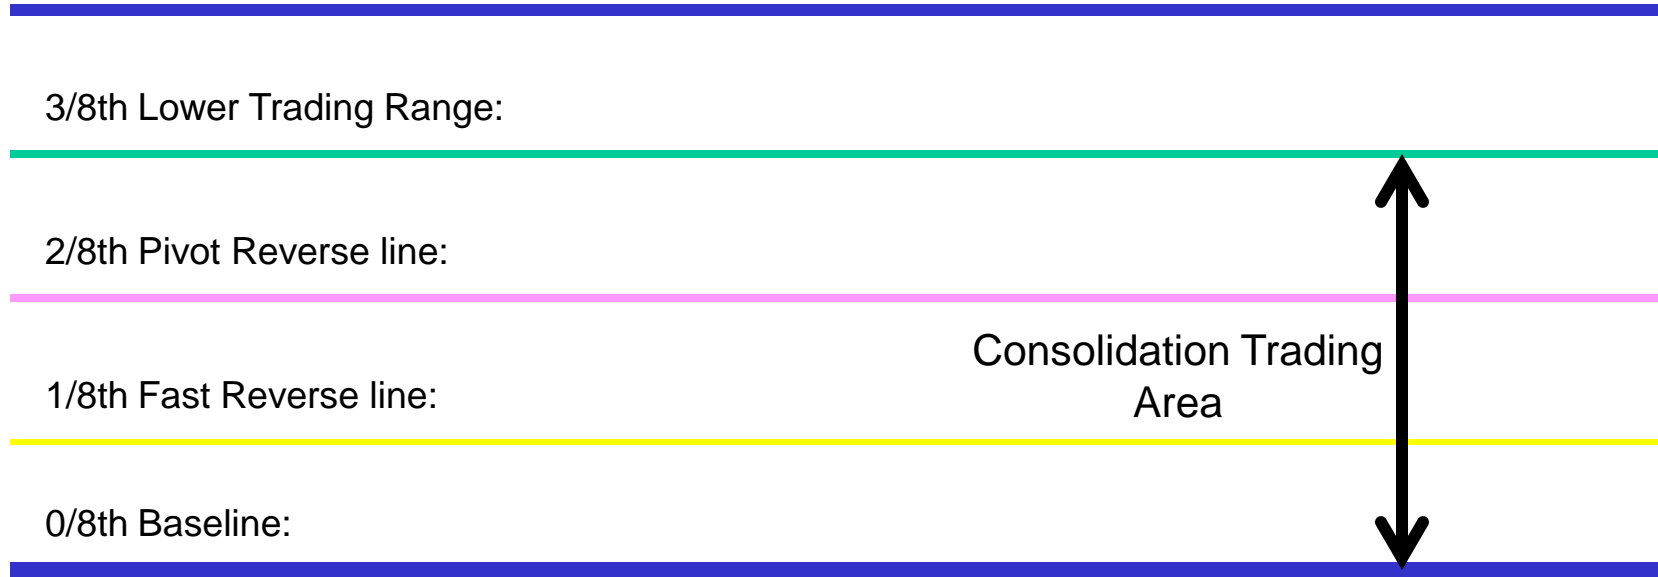 3/8th Lower Trading Range:
2/8th Pivot Reverse line:
Consolidation Trading
Area
1/8th Fast Reverse line:
0/8th Baseline: